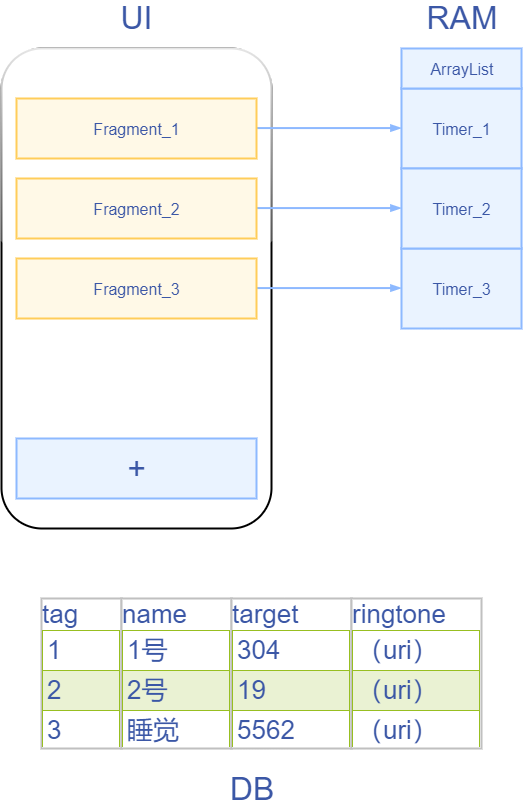 UI
RAM
ArrayList
Fragment_1
Timer_1
Fragment_2
Timer_2
Fragment_3
Timer_3
+
tag name target ringtone
1 1号 304 （uri）
2 2号 19 （uri）
3 睡觉 5562 （uri）
DB